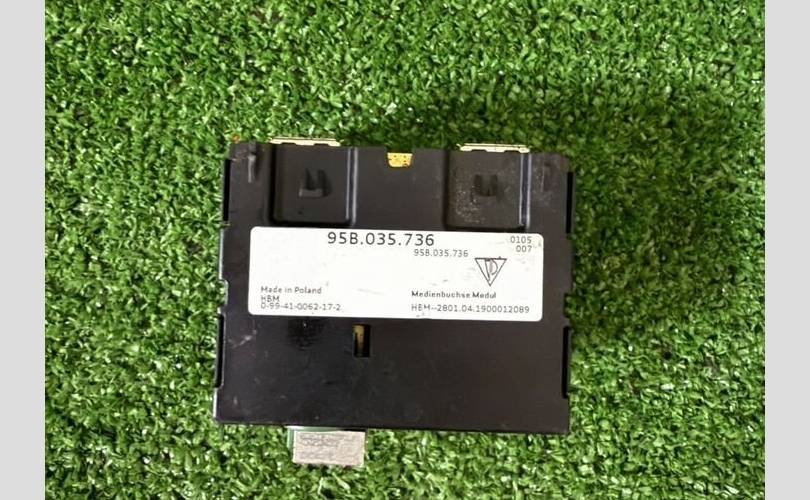 95B.035.736
0105
007
95B.035.736
Made in Poland
HBM
0-99-41-0062-17-2
Medienbuchse Modul
HBM--2801.04.1900012089